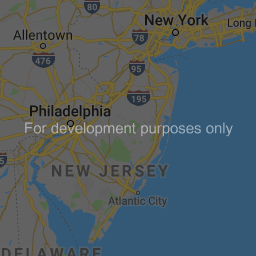 New York
Long
Allentown
80
78
476
95
195
Philadelphia
For development purposes only
NEW JERSEY
Atlantic City
DELAWARE